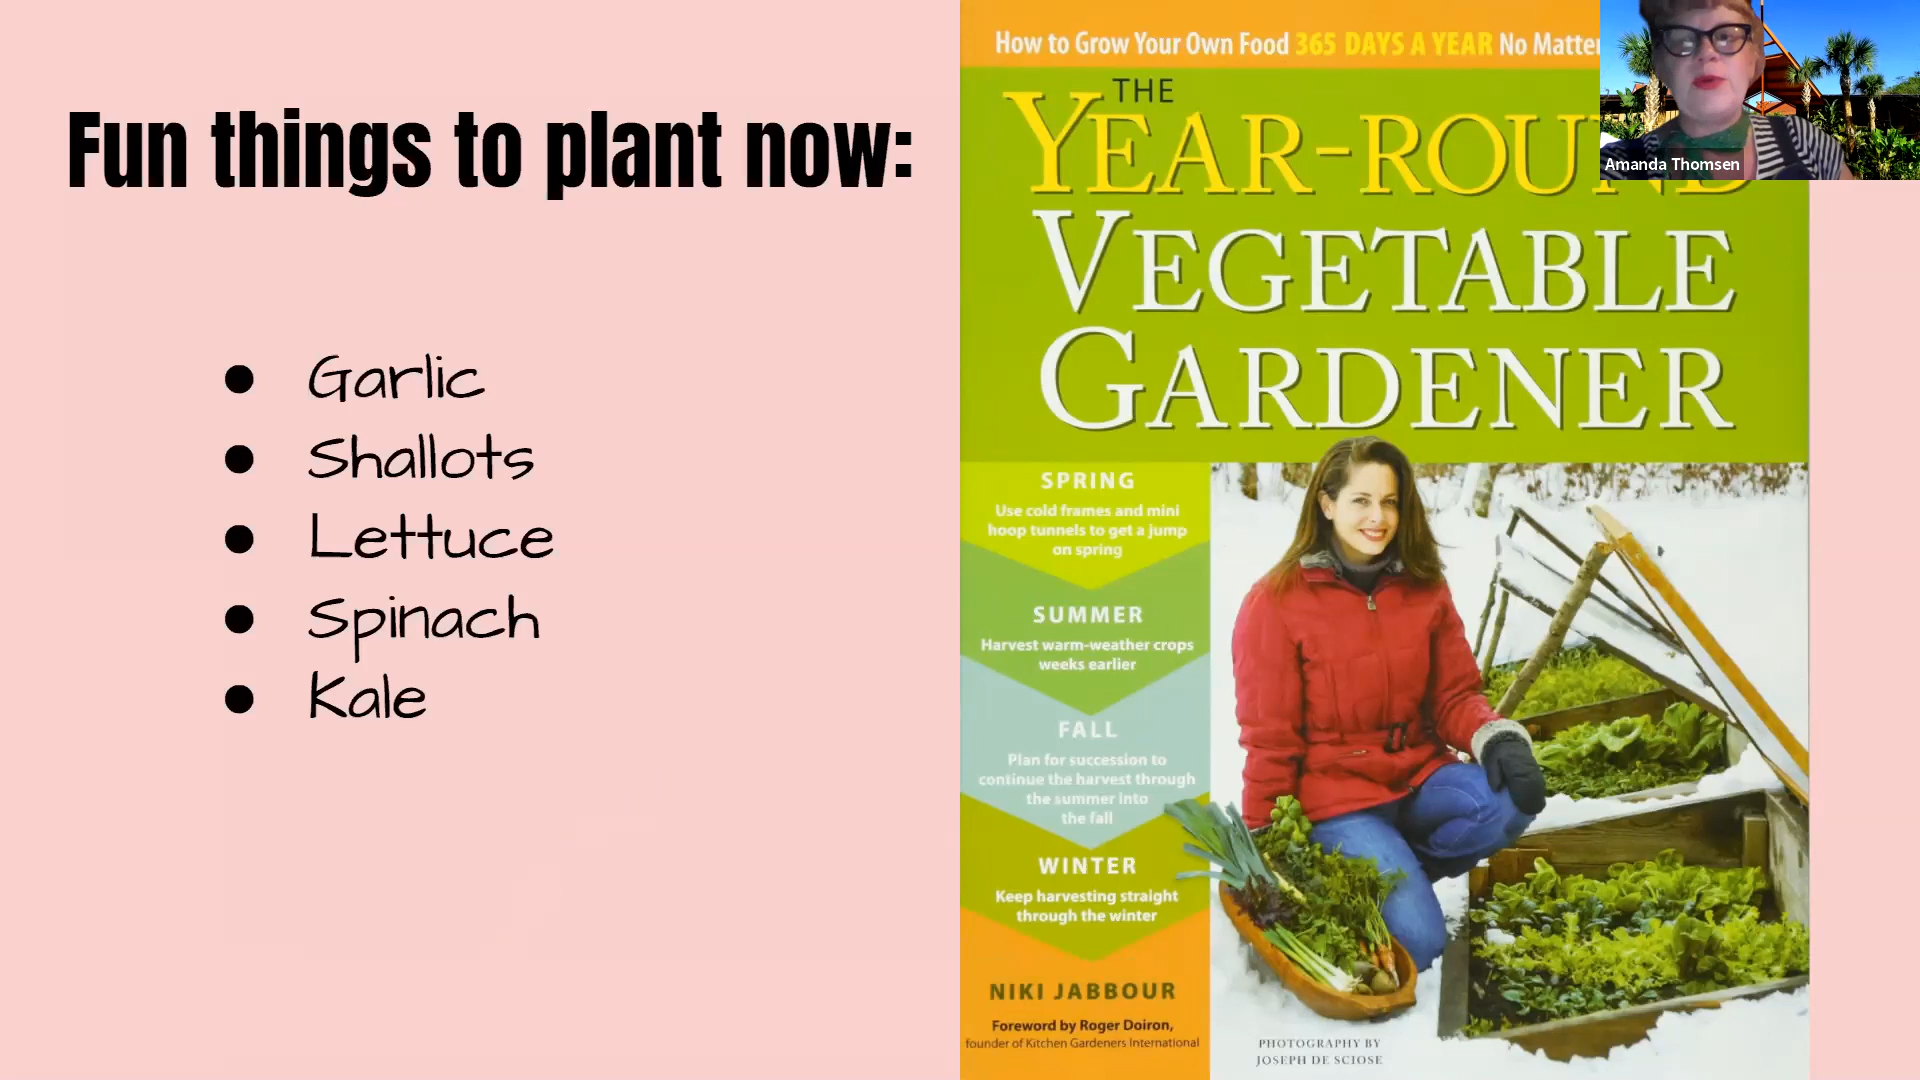 Fun things to plant now:
Garlic
Shallots
Lettuce
Spinach
Kale
How to Grow Your Own Food 365 DAYS A YEAR No Matter
THE
YEAR-ROUND
VEGETABLE
GARDENER
SPRING
Use cold frames and mini
hoop tunnels to get a jump
on spring
SUMMER
Harvest warm-weather crops
weeks earlier
FALL
Plan for succession to
continue the harvest through
the summer into
the fall
WINTER
Keep harvesting straight
through the winter
NIKI JABBOUR
Foreword by Roger Doiron,
founder of Kitchen Gardeners International
PHOTOGRAPHY BY
JOSEPH DE SCIOSE
Amanda Thomsen